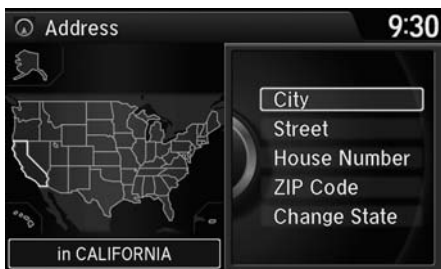 Address
9:30
City
Street
House Number
ZIP Code
Change State
in CALIFORNIA